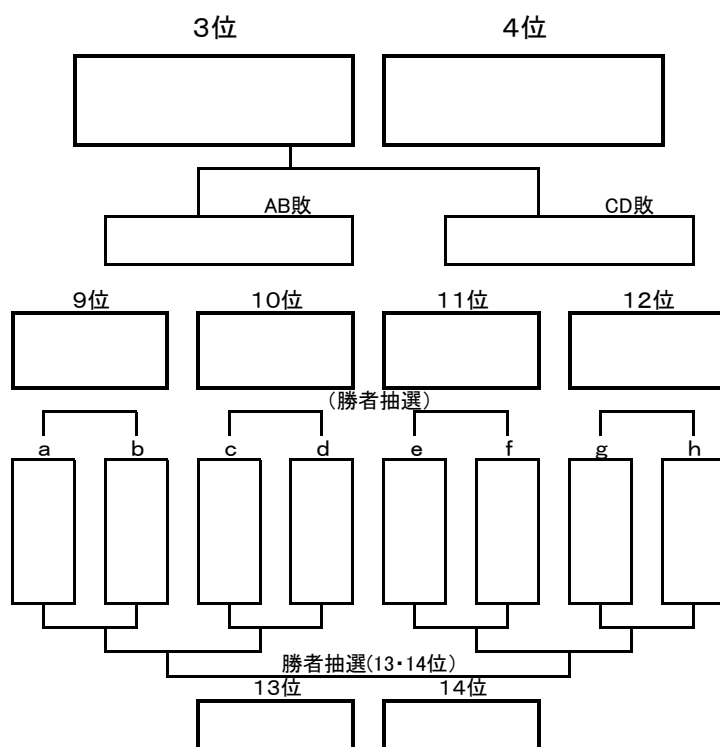 ３位 ４位
AB敗 CD敗
９位 １０位 １１位 １２位
(勝者抽選)
ａ ｂ ｃ ｄ ｅ ｆ ｇ ｈ
勝者抽選(13・14位)
１３位 １４位